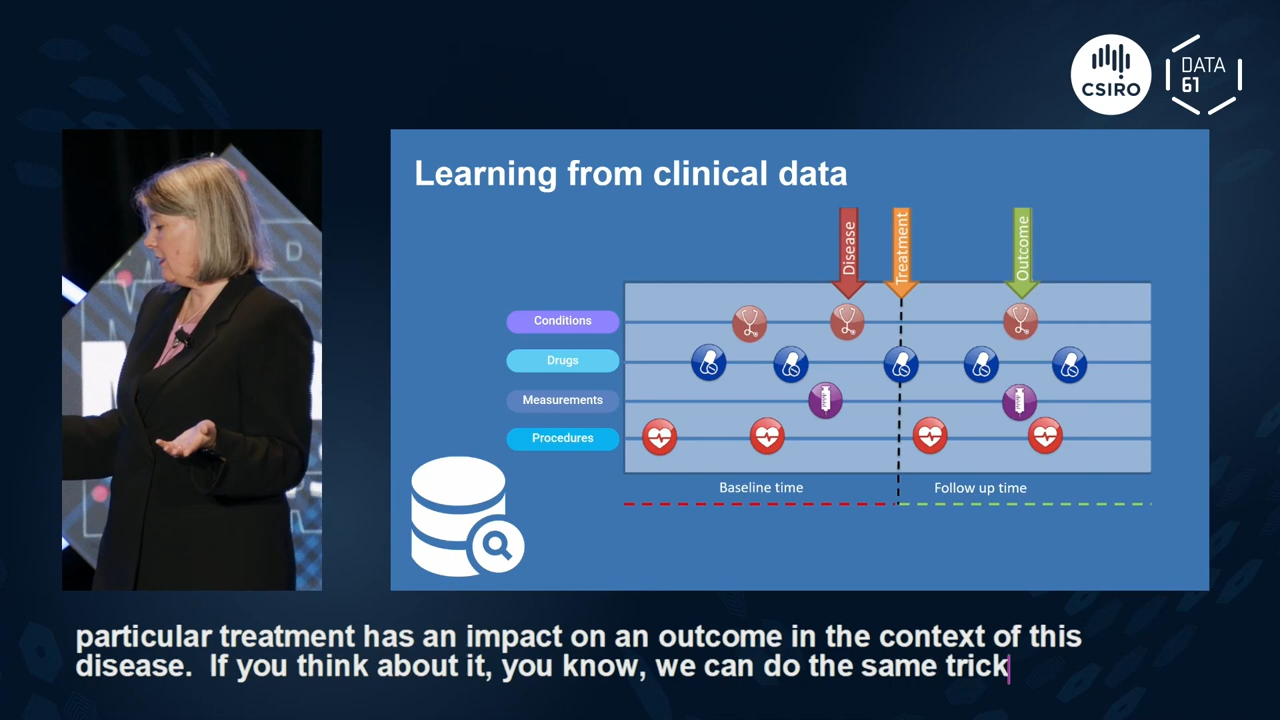 CSIRO
DATA
61
Learning from clinical data
Disease
Treatment
Outcome
Conditions
Drugs
Measurements
Procedures
Baseline time
Follow up time
particular treatment has an impact on an outcome in the context of this
disease.  If you think about it, you know, we can do the same trick